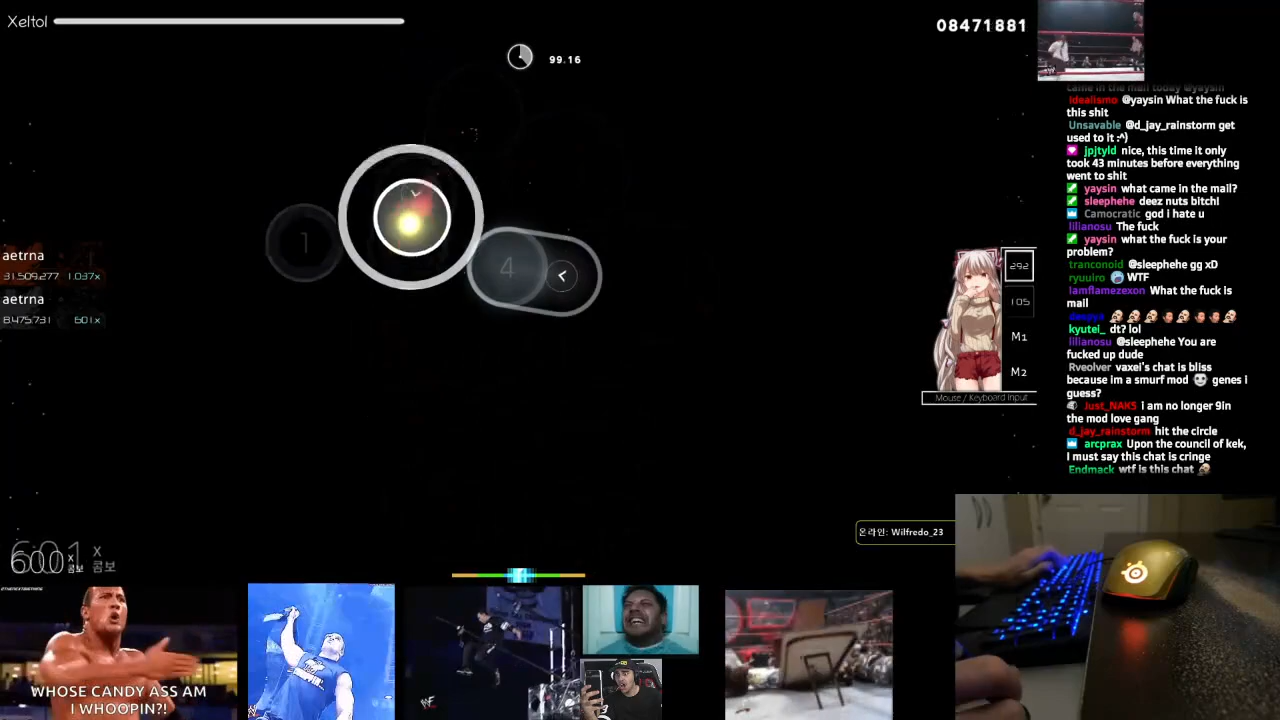 Xeltol
08471881
99.16
1
4
aetrna
31.509.277 1.037x
aetrna
8.475.731 601x
292
105
M1
M2
Mouse / Keyboard Input
came in the mail today @yaysin
Idealismo @yaysin What the fuck is
this shit
Unsavable @d_jay_rainstorm get
used to it :^)
jpjtyld nice, this time it only
took 43 minutes before everything
went to shit
yaysin what came in the mail?
sleephehe deez nuts bitch!
Camocratic god i hate u
lilianosu The fuck
yaysin what the fuck is your
problem?
tranconoid @sleephehe gg xD
ryuuiro WTF
Iamflamezexon What the fuck is
mail
kyutei_ dt? lol
lilianosu @sleephehe You are
fucked up dude
Rveolver vaxei's chat is bliss
because im a smurf mod genes i
guess?
Just_NAKS i am no longer 9in
the mod love gang
d_jay_rainstorm hit the circle
arcprax Upon the council of kek,
I must say this chat is cringe
Endmack wtf is this chat
온라인: Wilfredo_23
x
콤보
WHOSE CANDY ASS AM
I WHOOPIN?!